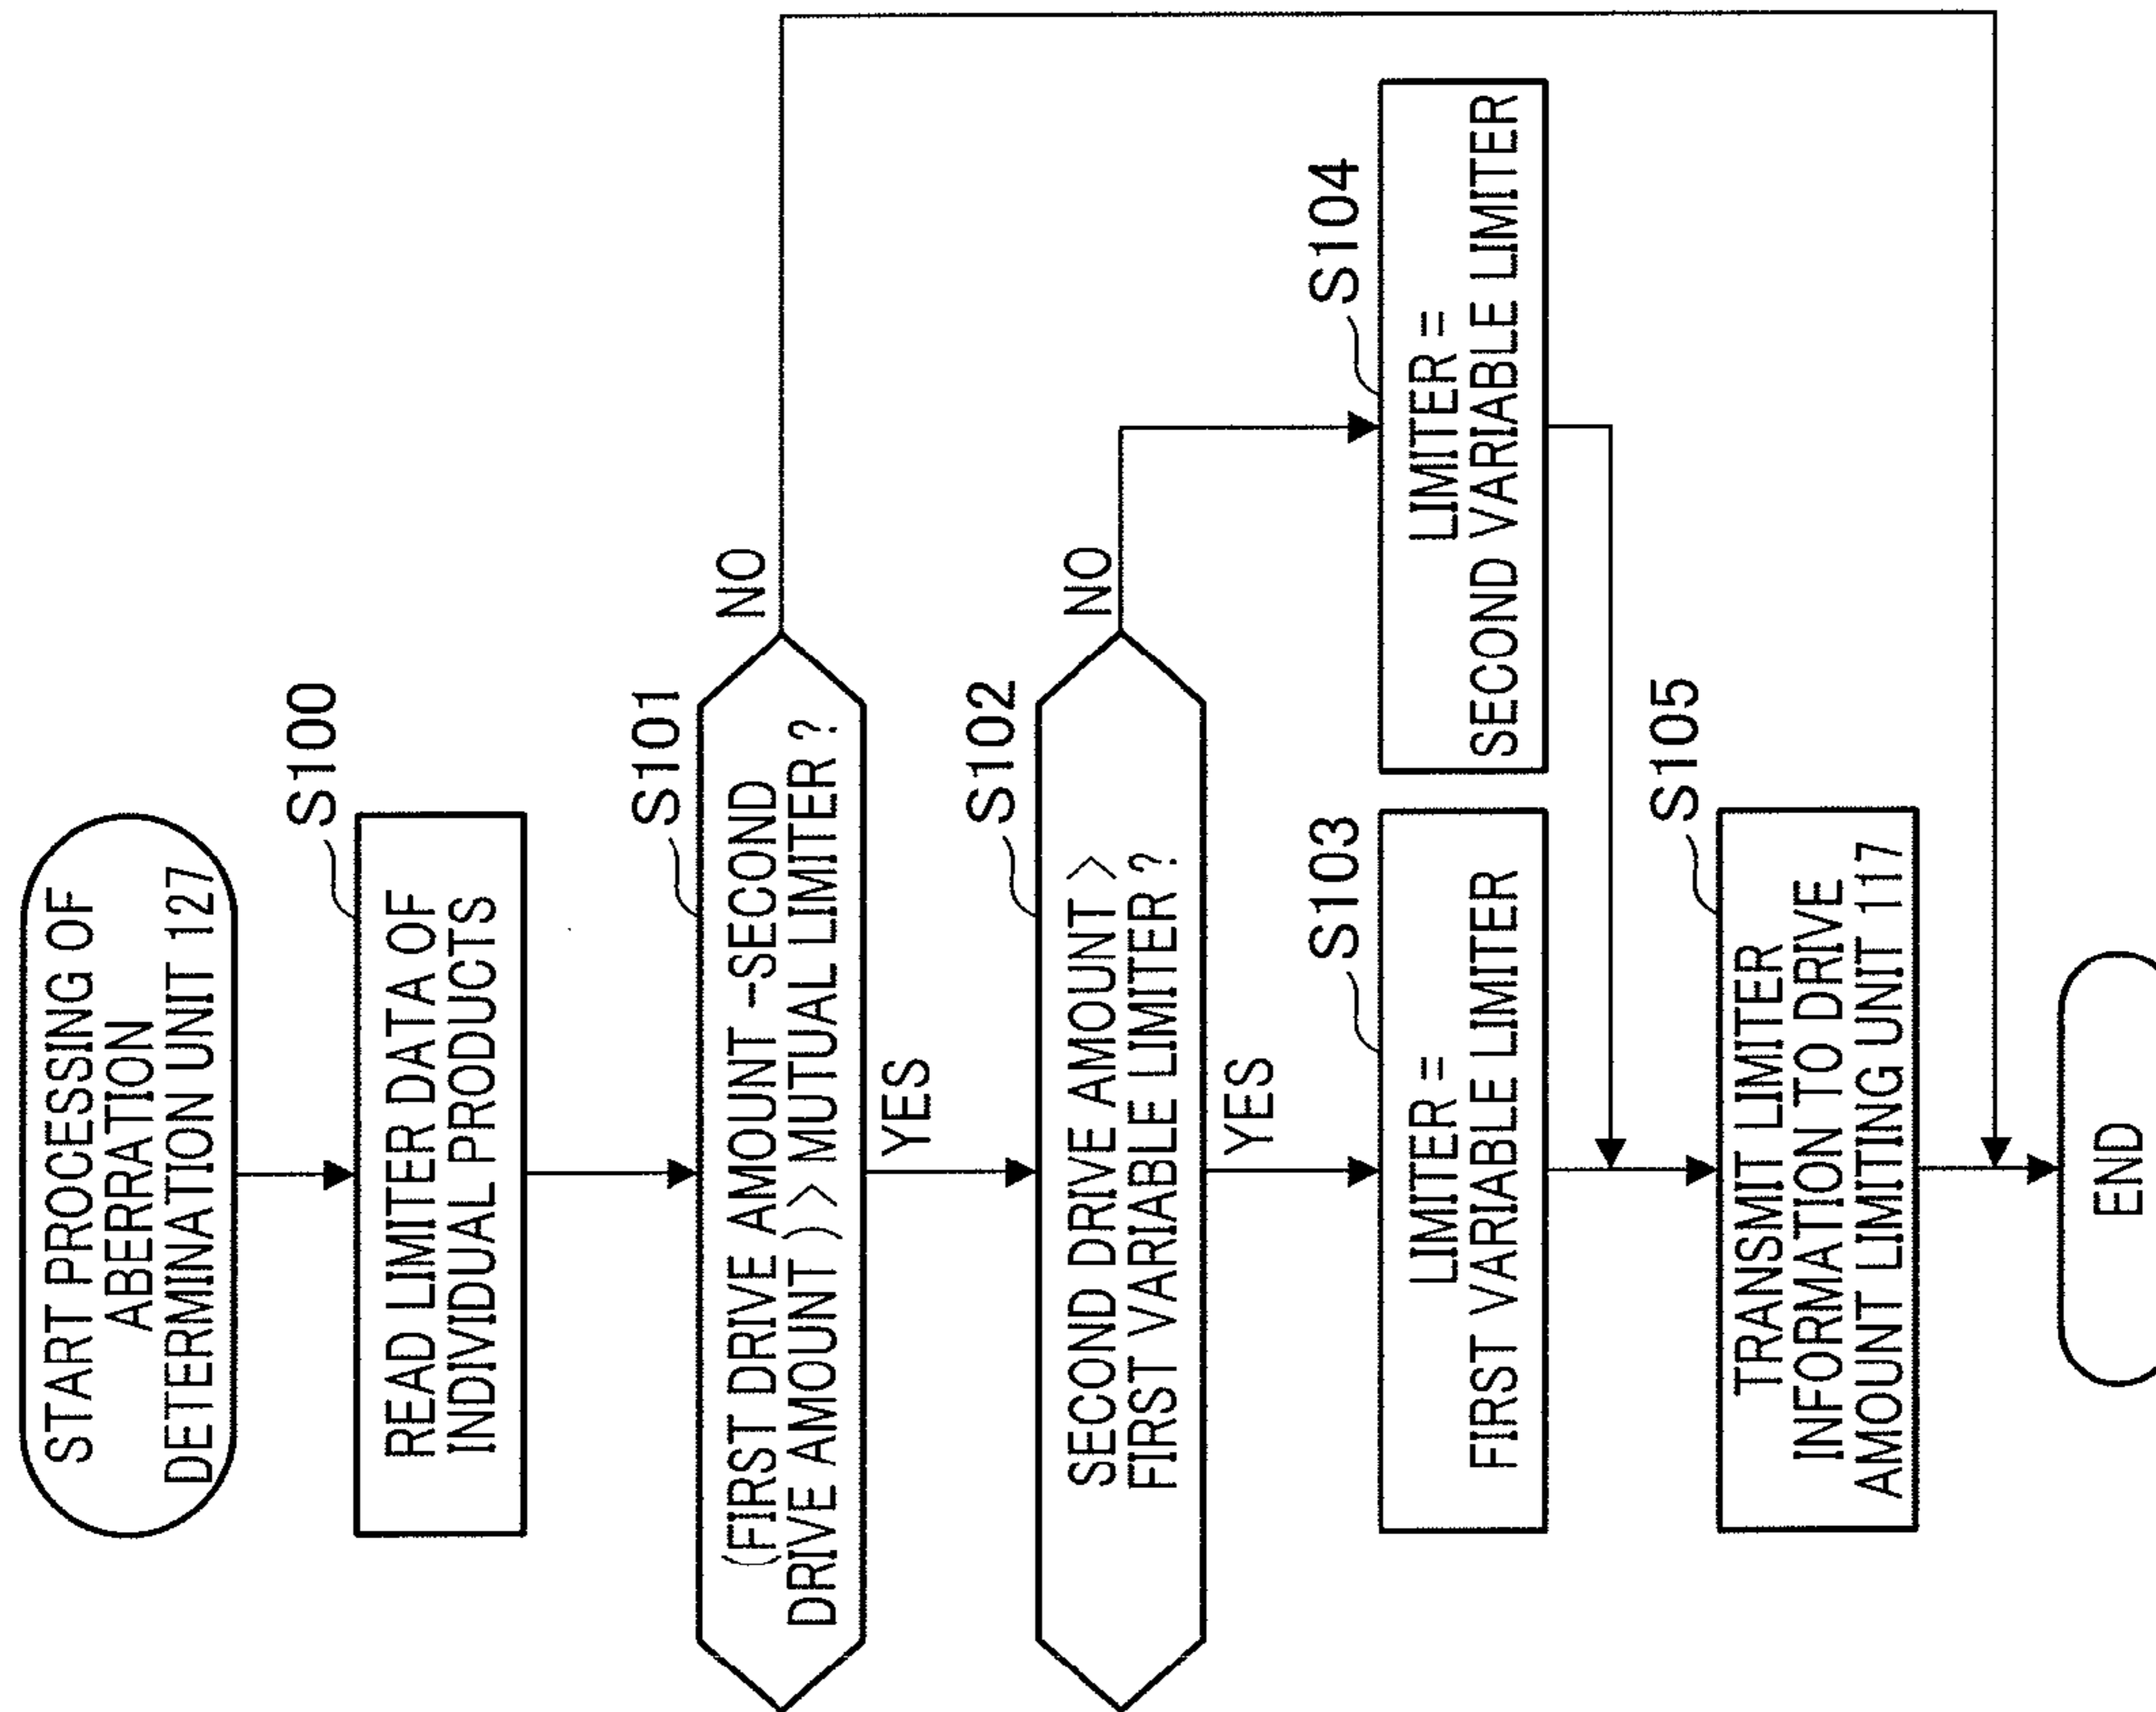 START PROCESSING OF
ABERRATION
DETERMINATION UNIT 127
S100
READ LIMITER DATA OF
INDIVIDUAL PRODUCTS
S101
(FIRST DRIVE AMOUNT -SECOND
DRIVE AMOUNT )> MUTUAL LIMITER ?
NO
YES
S102
SECOND DRIVE AMOUNT >
FIRST VARIABLE LIMITER ?
NO
YES
S103
LIMITER =
FIRST VARIABLE LIMITER
S104
LIMITER =
SECOND VARIABLE LIMITER
S105
TRANSMIT LIMITER
INFORMATION TO DRIVE
AMOUNT LIMITING UNIT 117
END